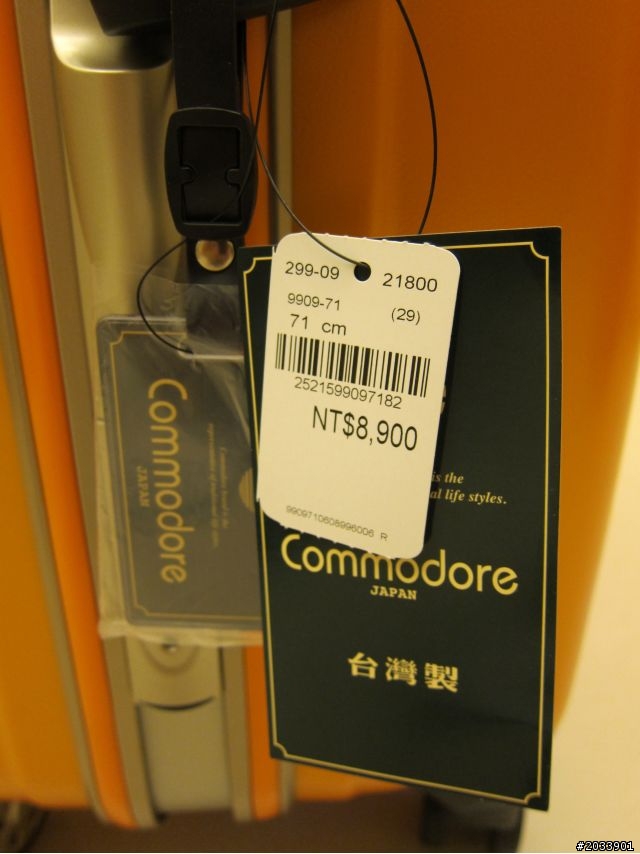 299-09 21800
9909-71 (29)
71 cm
2521599097182
NT$8,900
9909710608996006 R
is the
al life styles.
Commodore
JAPAN
台灣製
Commodore
JAPAN
#2033901